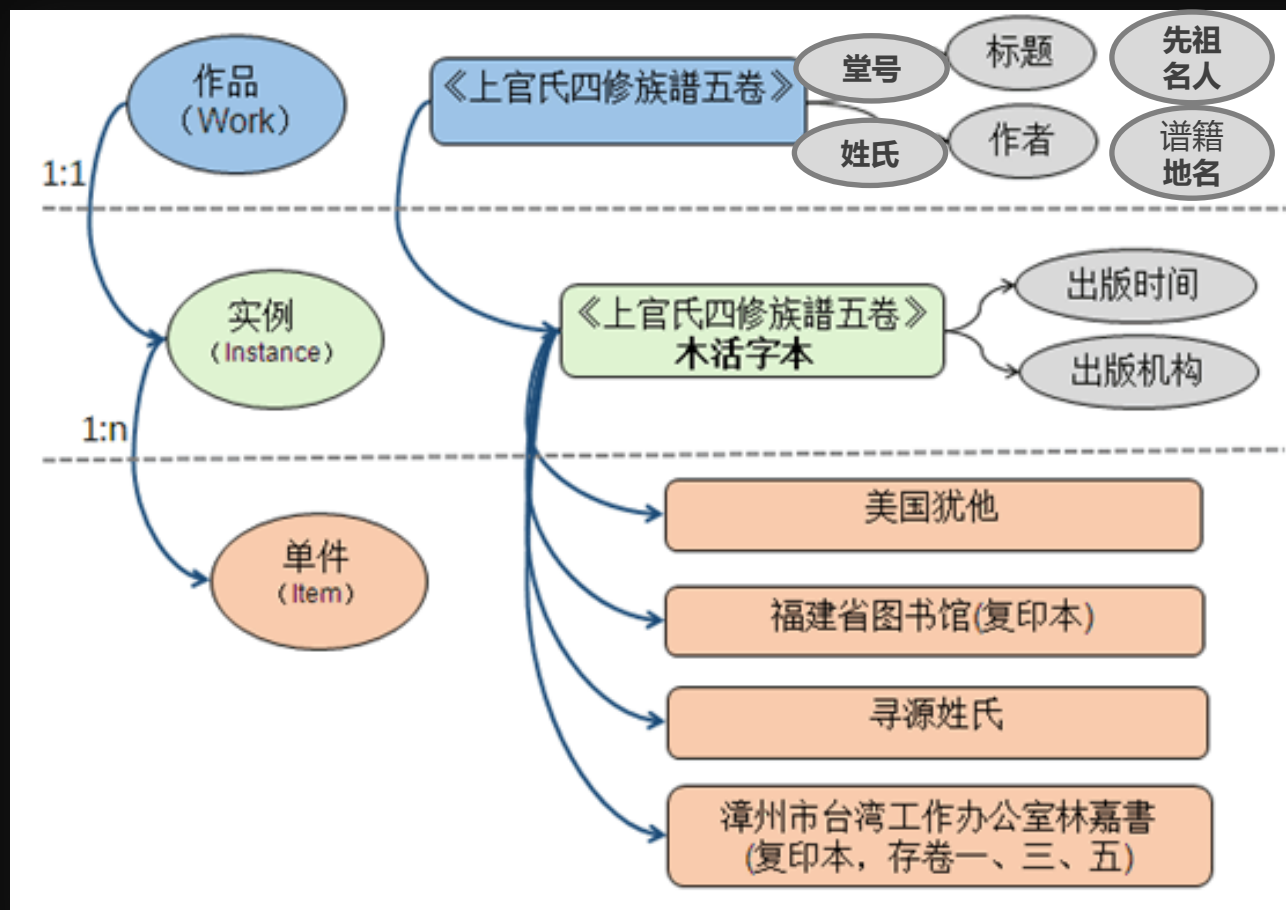 作品
（Work）
《上官氏四修族譜五卷》
堂号
标题
先祖
名人
姓氏
作者
谱籍
地名
1:1
实例
（Instance）
《上官氏四修族譜五卷》
木活字本
出版时间
出版机构
1:n
单件
（Item）
美国犹他
福建省图书馆(复印本)
寻源姓氏
漳州市台湾工作办公室林嘉書
(复印本，存卷一、三、五)